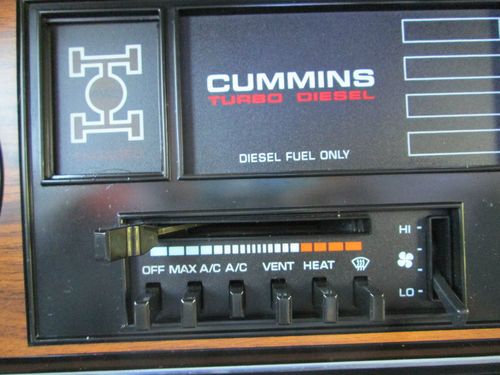 CUMMINS
TURBO DIESEL
DIESEL FUEL ONLY
HI
OFF MAX A/C A/C VENT HEAT
LO